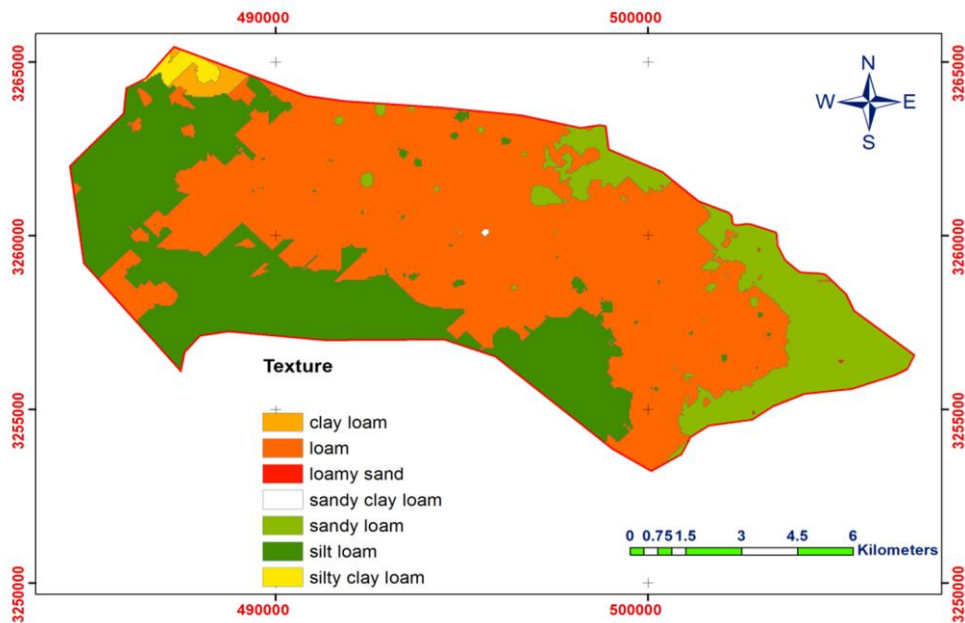 490000 500000
3265000 3265000
N
W E
S
3260000 3260000
Texture
clay loam
loam
loamy sand
sandy clay loam
sandy loam
silt loam
silty clay loam
3255000 3255000
0 0.75 1.5 3 4.5 6
Kilometers
3250000 3250000
490000 500000